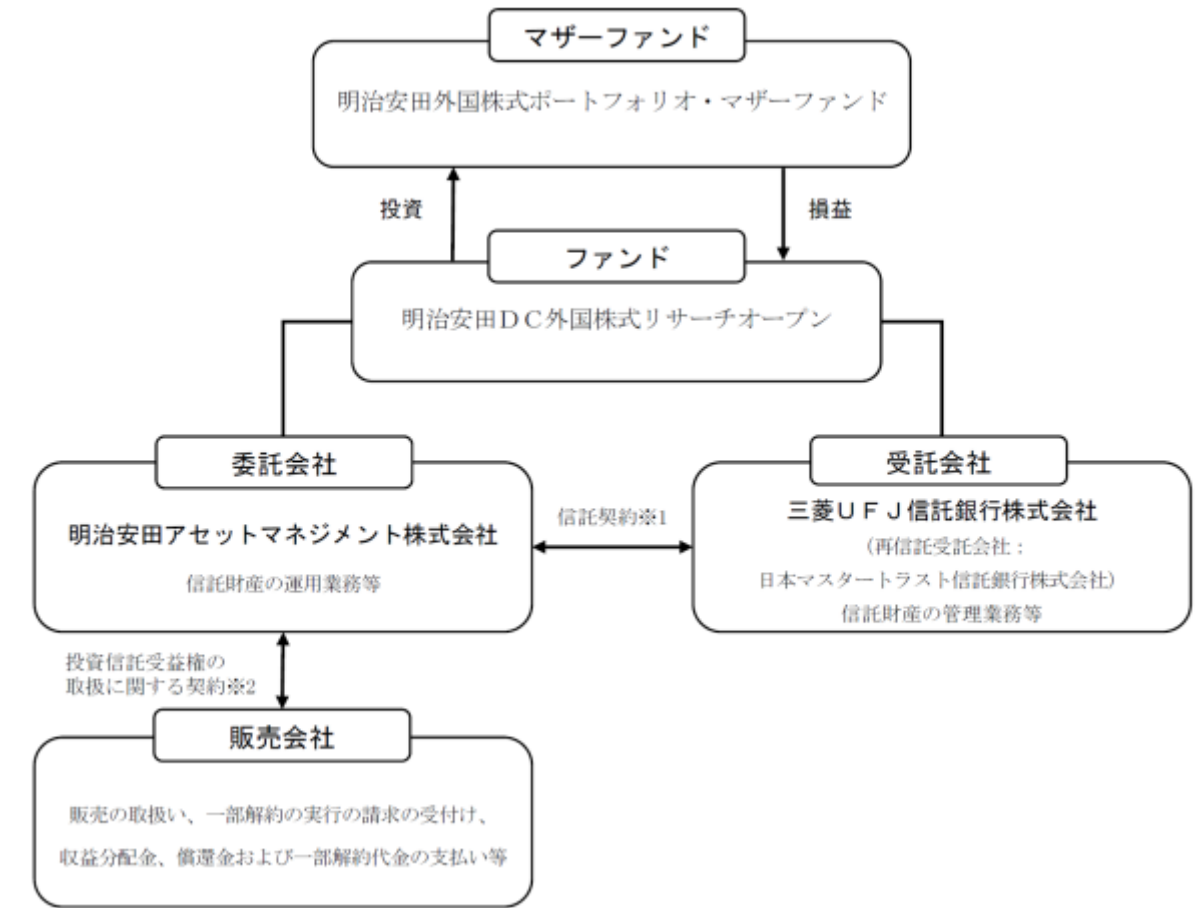 マザーファンド
明治安田外国株式ポートフォリオ・マザーファンド
投資
損益
ファンド
明治安田ＤＣ外国株式リサーチオープン
委託会社
明治安田アセットマネジメント株式会社
信託財産の運用業務等
信託契約※1
受託会社
三菱ＵＦＪ信託銀行株式会社
（再信託受託会社：
日本マスタートラスト信託銀行株式会社）
信託財産の管理業務等
投資信託受益権の
取扱に関する契約※2
販売会社
販売の取扱い、一部解約の実行の請求の受付け、
収益分配金、償還金および一部解約代金の支払い等